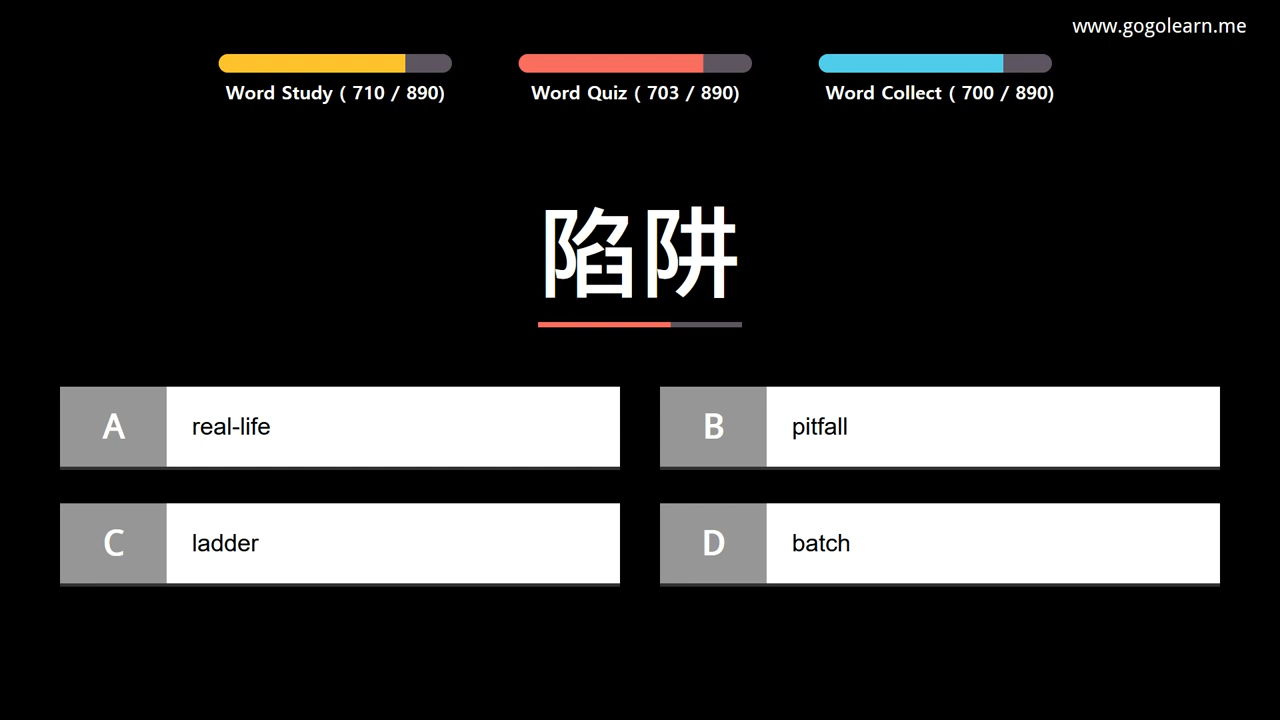 www.gogolearn.me
Word Study ( 710 / 890)
Word Quiz ( 703 / 890)
Word Collect ( 700 / 890)
陷阱
A real-life
B pitfall
C ladder
D batch